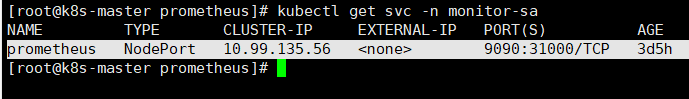 [root@k8s-master prometheus]# kubectl get svc -n monitor-sa
NAME TYPE CLUSTER-IP EXTERNAL-IP PORT(S) AGE
prometheus NodePort 10.99.135.56 <none> 9090:31000/TCP 3d5h
[root@k8s-master prometheus]#